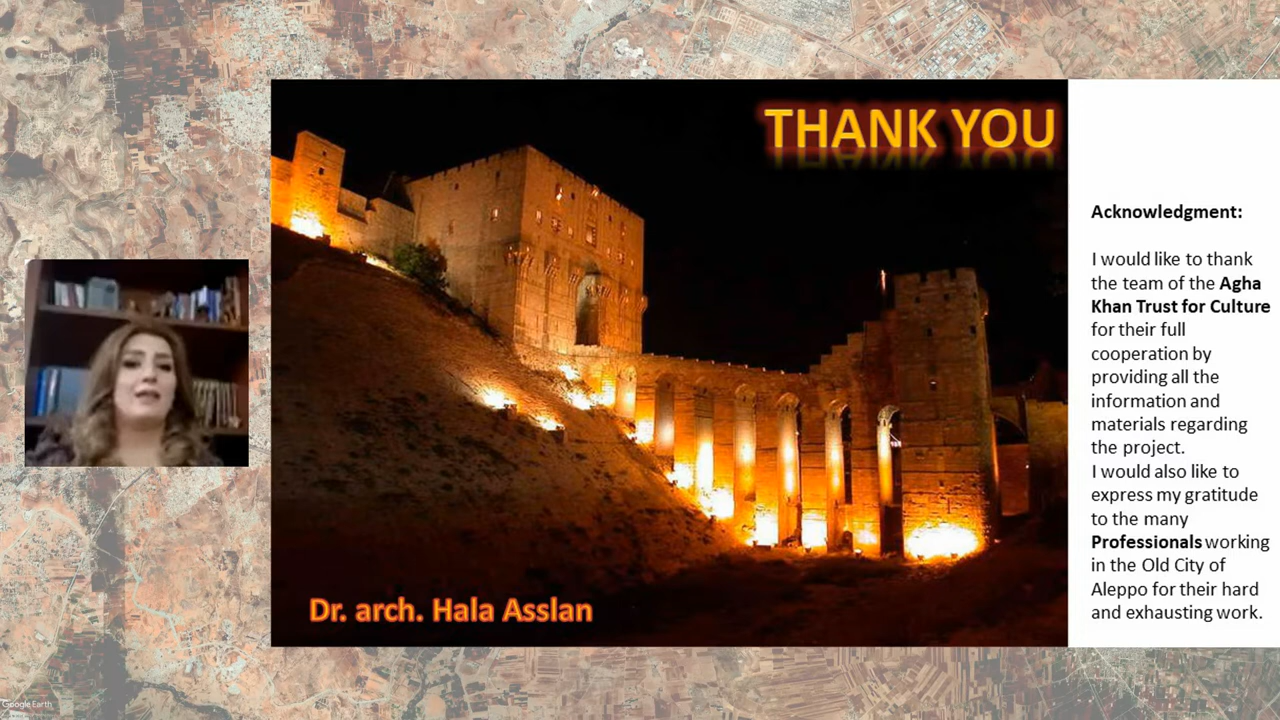 THANK YOU
Acknowledgment:
I would like to thank
the team of the Agha
Khan Trust for Culture
for their full
cooperation by
providing all the
information and
materials regarding
the project.
I would also like to
express my gratitude
to the many
Professionals working
in the Old City of
Aleppo for their hard
and exhausting work.
Dr. arch. Hala Asslan
Google Earth